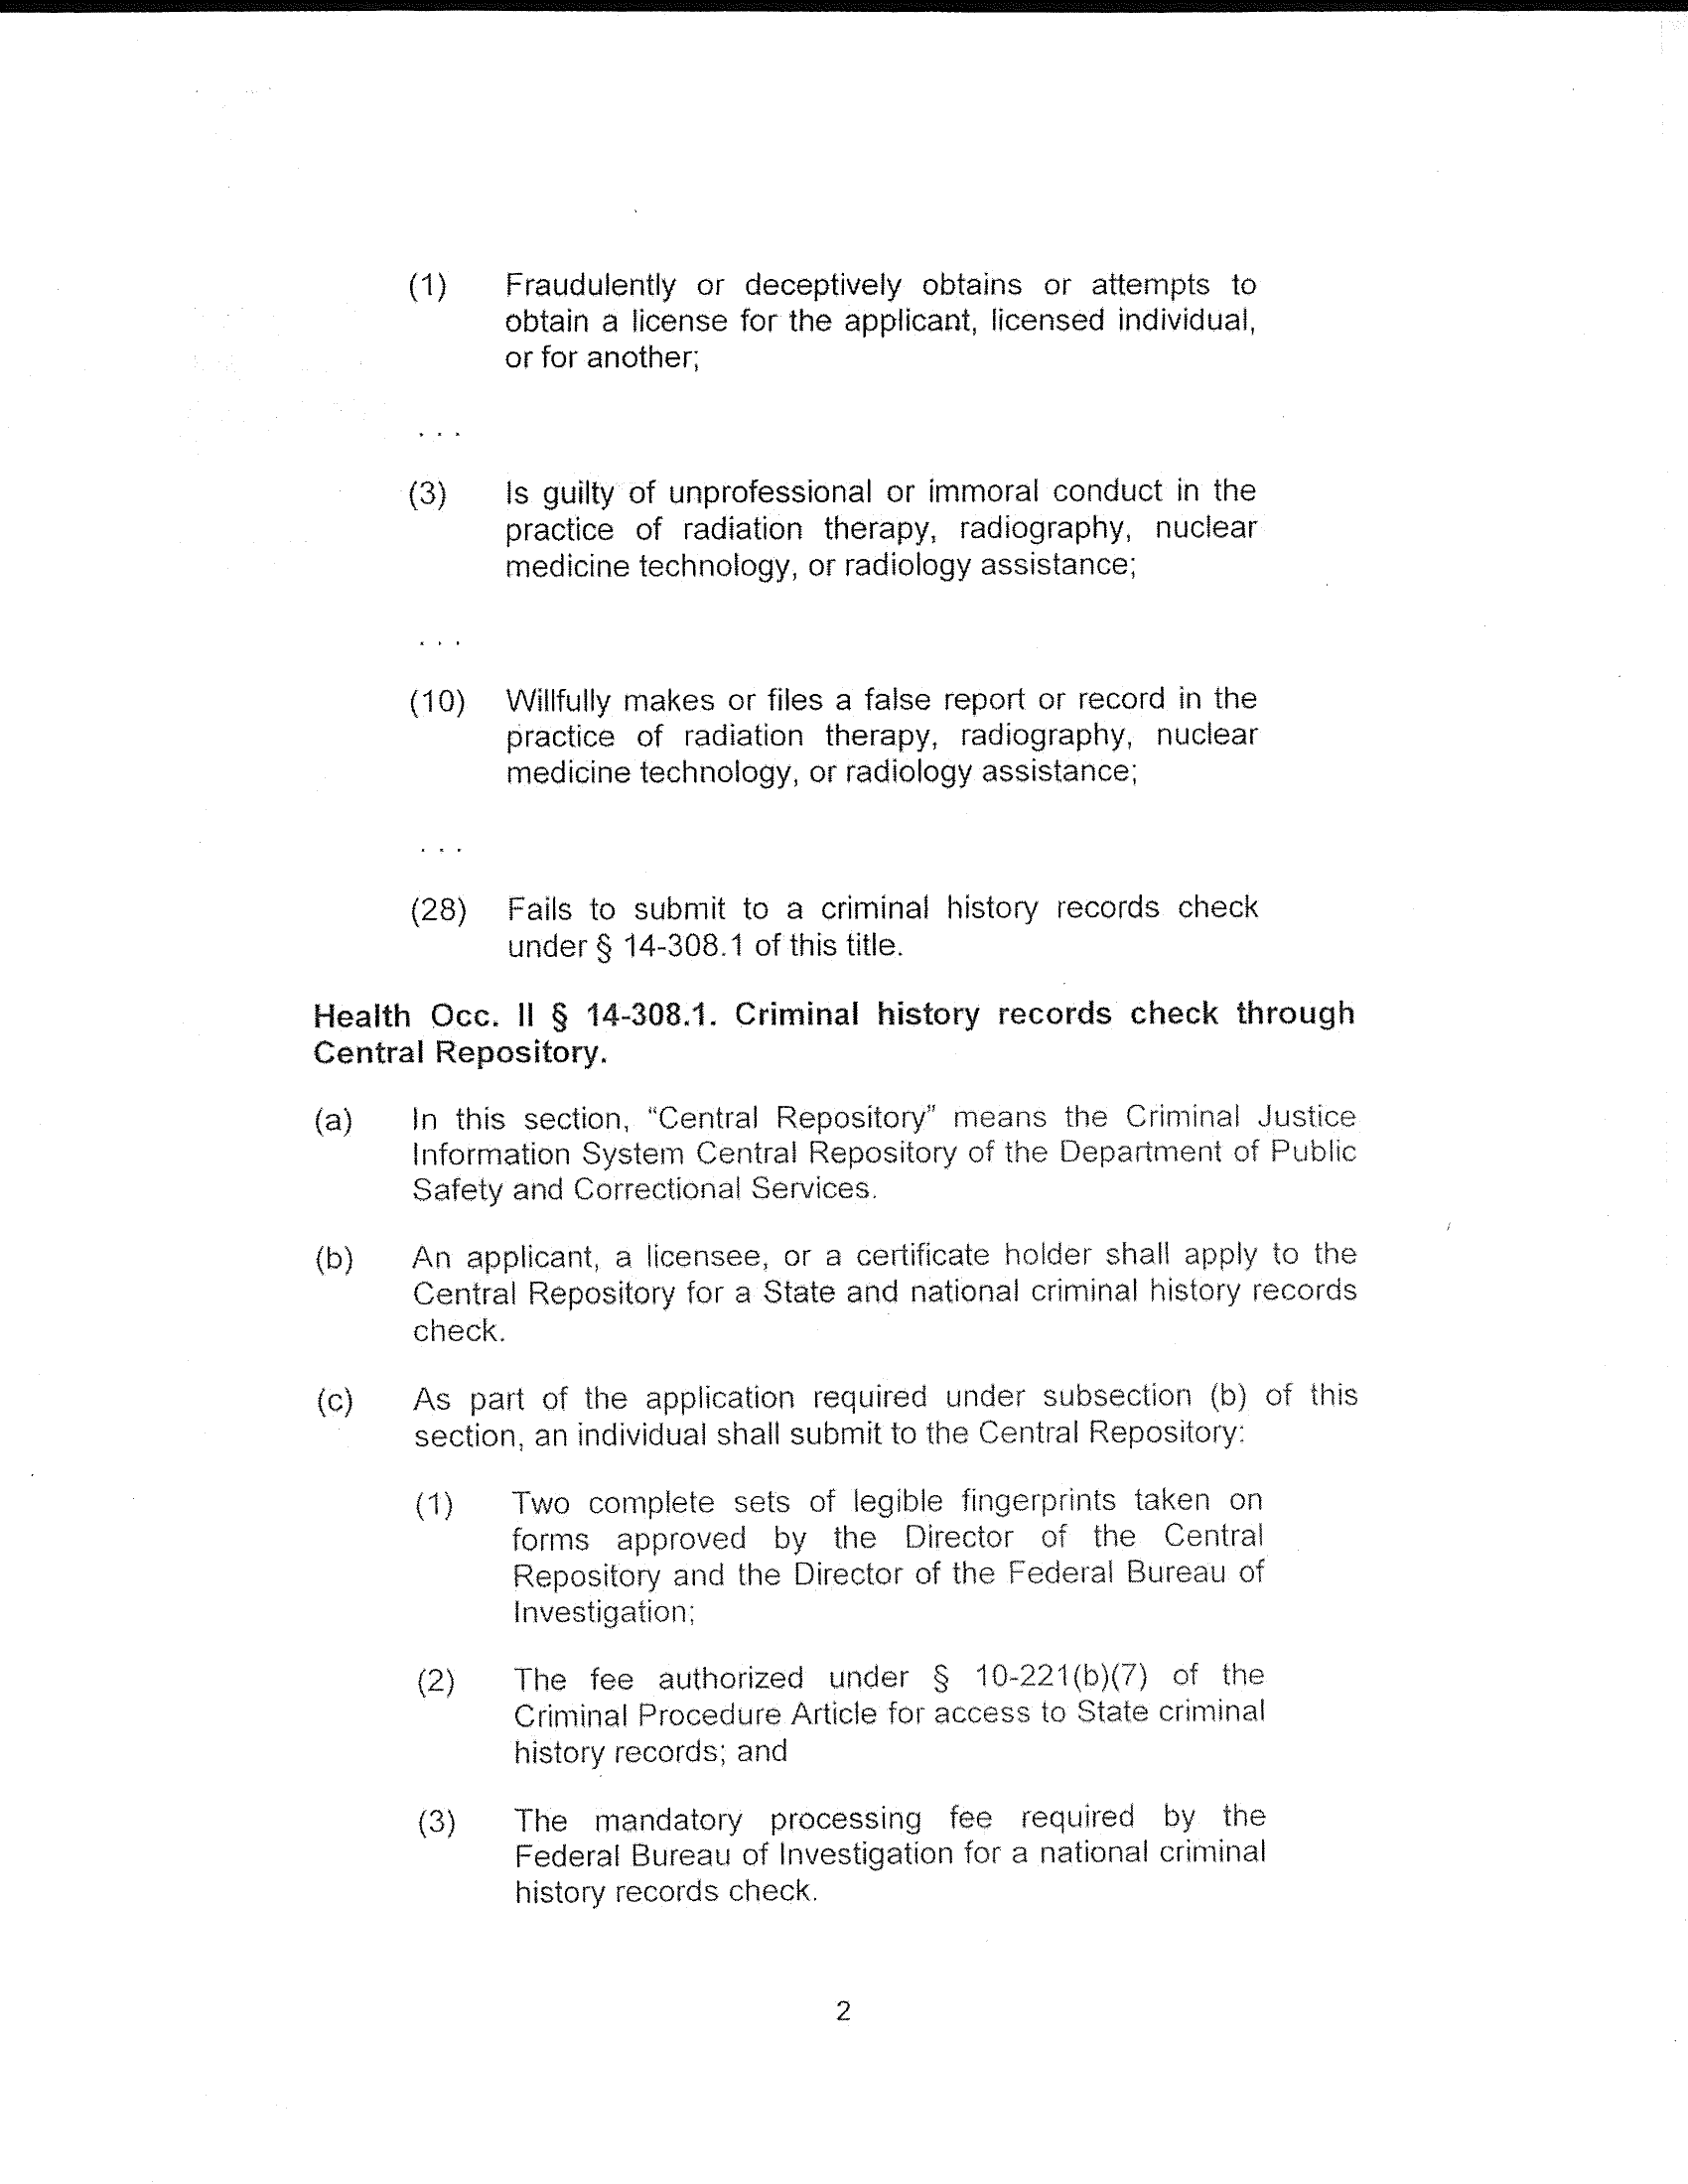 (1) Fraudulently or deceptively obtains or attempts to
obtain a license for the applicant, licensed individual,
or for another;
. . .
(3) Is guilty of unprofessional or immoral conduct in the
practice of radiation therapy, radiography, nuclear
medicine technology, or radiology assistance;
. . .
(10) Willfully makes or files a false report or record in the
practice of radiation therapy, radiography, nuclear
medicine technology, or radiology assistance;
. . .
(28) Fails to submit to a criminal history records check
under § 14-308.1 of this title.
Health Occ. II § 14-308.1. Criminal history records check through
Central Repository.
(a) In this section, “Central Repository” means the Criminal Justice
Information System Central Repository of the Department of Public
Safety and Correctional Services.
(b) An applicant, a licensee, or a certificate holder shall apply to the
Central Repository for a State and national criminal history records
check.
(c) As part of the application required under subsection (b) of this
section, an individual shall submit to the Central Repository:
(1) Two complete sets of legible fingerprints taken on
forms approved by the Director of the Central
Repository and the Director of the Federal Bureau of
Investigation;
(2) The fee authorized under § 10-221(b)(7) of the
Criminal Procedure Article for access to State criminal
history records; and
(3) The mandatory processing fee required by the
Federal Bureau of Investigation for a national criminal
history records check.
2